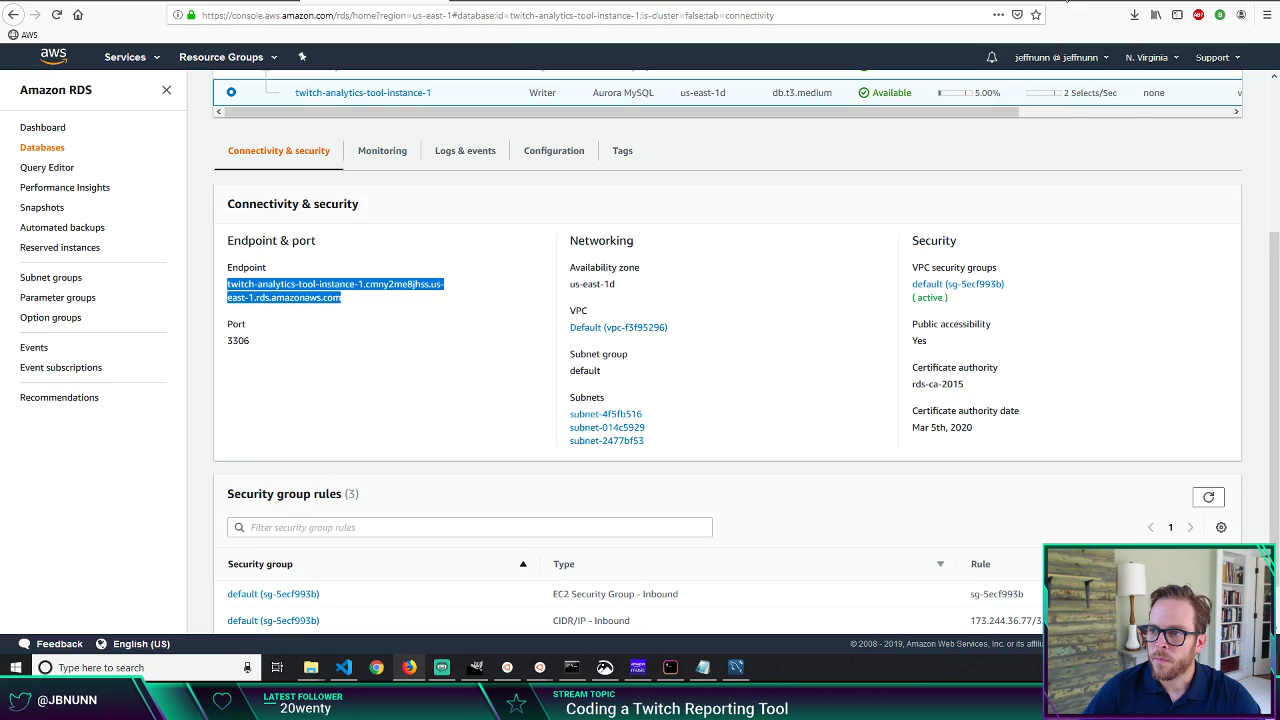 https://console.aws.amazon.com/rds/home?region=us-east-1#database:id=twitch-analytics-tool-instance-1;is-cluster=false;tab=connectivity
AWS
aws
Services
Resource Groups
jeffnunn @ jeffnunn
N. Virginia
Support
Amazon RDS
Dashboard
Databases
Query Editor
Performance Insights
Snapshots
Automated backups
Reserved instances
Subnet groups
Parameter groups
Option groups
Events
Event subscriptions
Recommendations
twitch-analytics-tool-instance-1 Writer Aurora MySQL us-east-1d db.t3.medium Available 5.00% 2 Selects/Sec none
Connectivity & security Monitoring Logs & events Configuration Tags
Connectivity & security
Endpoint & port
Endpoint
twitch-analytics-tool-instance-1.cmny2me8jhss.us-
east-1.rds.amazonaws.com
Port
3306
Networking
Availability zone
us-east-1d
VPC
Default (vpc-f3f95296)
Subnet group
default
Subnets
subnet-4f5fb516
subnet-014c5929
subnet-2477bf53
Security
VPC security groups
default (sg-5ecf993b)
( active )
Public accessibility
Yes
Certificate authority
rds-ca-2015
Certificate authority date
Mar 5th, 2020
Security group rules (3)
Filter security group rules
1
Security group Type Rule
default (sg-5ecf993b) EC2 Security Group - Inbound sg-5ecf993b
default (sg-5ecf993b) CIDR/IP - Inbound 173.244.36.77/3
Feedback English (US) © 2008 - 2019, Amazon Web Services, Inc. or its affiliate
Type here to search
@JBNUNN
LATEST FOLLOWER
20wenty
STREAM TOPIC
Coding a Twitch Reporting Tool